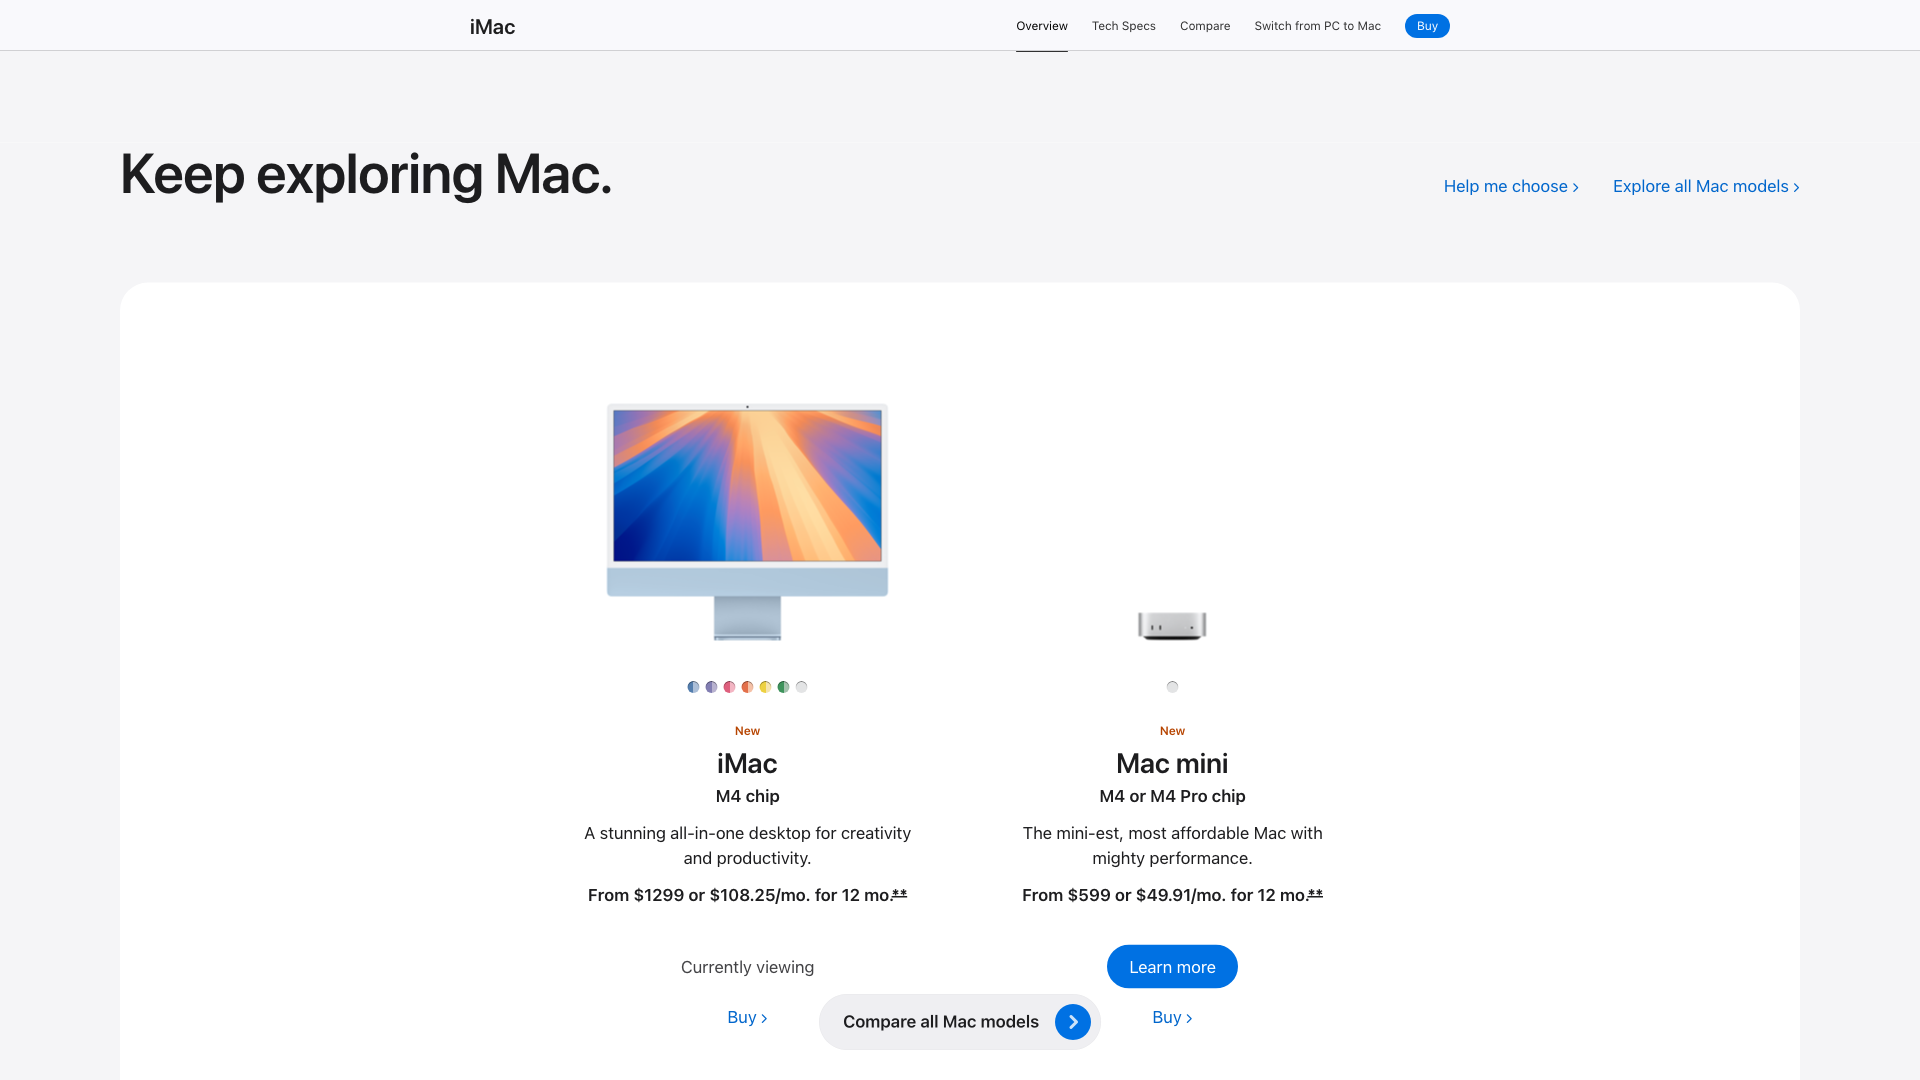 iMac
Overview
Tech Specs
Compare
Switch from PC to Mac
Buy
Keep exploring Mac.
Help me choose >
Explore all Mac models >
New
iMac
M4 chip
A stunning all-in-one desktop for creativity
and productivity.
From $1299 or $108.25/mo. for 12 mo.**
Currently viewing
Buy >
New
Mac mini
M4 or M4 Pro chip
The mini-est, most affordable Mac with
mighty performance.
From $599 or $49.91/mo. for 12 mo.**
Learn more
Buy >
Compare all Mac models